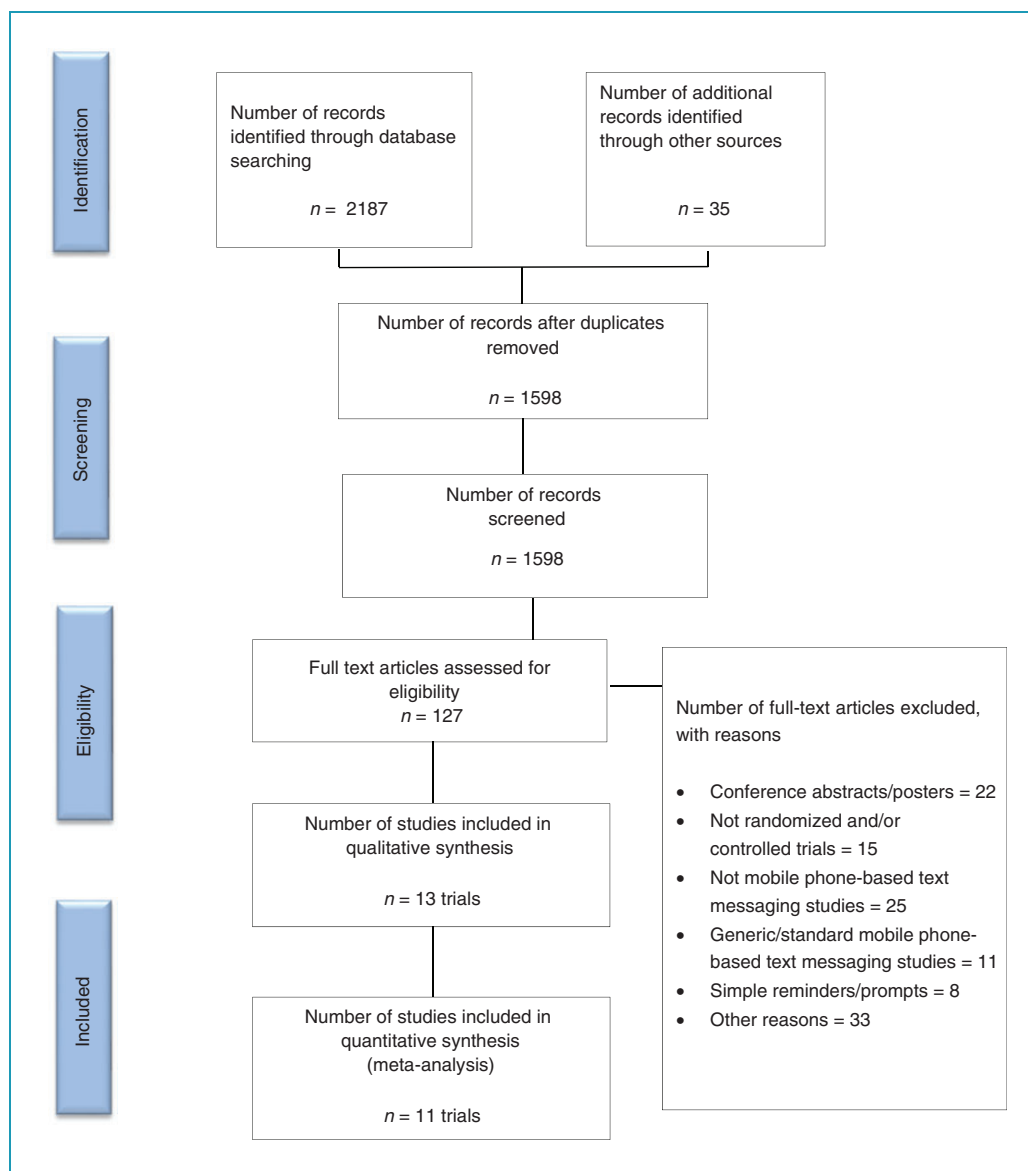 Identification
Number of records
identified through database
searching
n = 2187
Number of additional
records identified
through other sources
n = 35
Screening
Number of records after duplicates
removed
n = 1598
Number of records
screened
n = 1598
Eligibility
Full text articles assessed for
eligibility
n = 127
Number of full-text articles excluded,
with reasons
• Conference abstracts/posters = 22
• Not randomized and/or
controlled trials = 15
• Not mobile phone-based text
messaging studies = 25
• Generic/standard mobile phone-
based text messaging studies = 11
• Simple reminders/prompts = 8
• Other reasons = 33
Number of studies included in
qualitative synthesis
n = 13 trials
Included
Number of studies included in
quantitative synthesis
(meta-analysis)
n = 11 trials